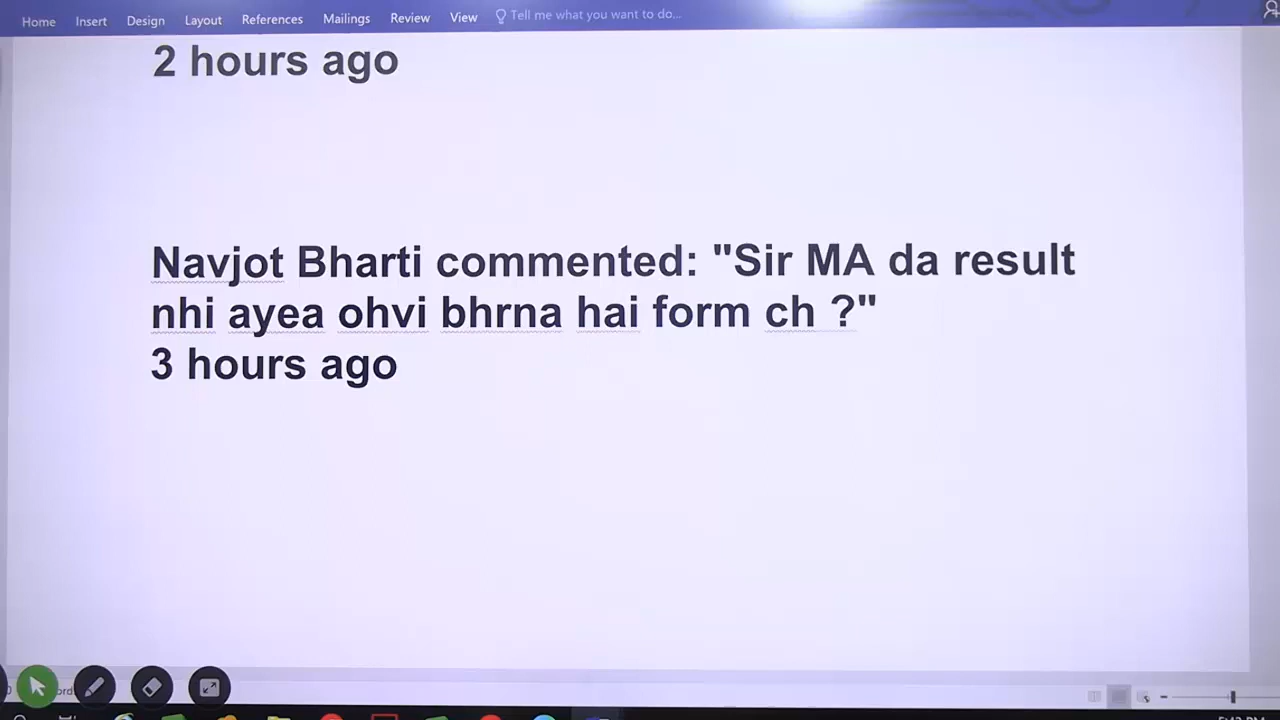 Home Insert Design Layout References Mailings Review View Tell me what you want to do...
2 hours ago
Navjot Bharti commented: "Sir MA da result
nhi ayea ohvi bhrna hai form ch ?"
3 hours ago